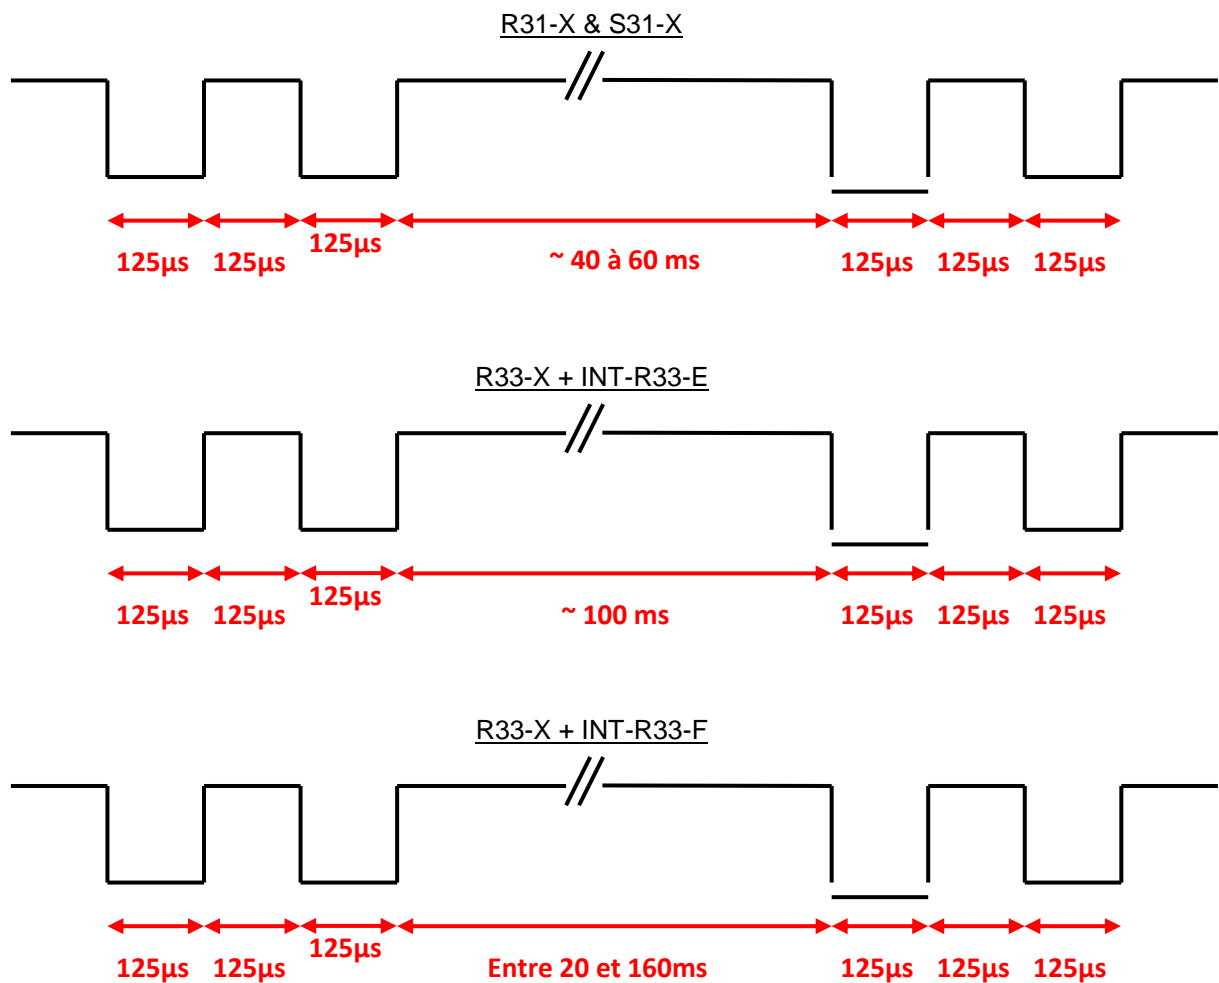 R31-X & S31-X
125µs 125µs 125µs ~ 40 à 60 ms 125µs 125µs 125µs
R33-X + INT-R33-E
125µs 125µs 125µs ~ 100 ms 125µs 125µs 125µs
R33-X + INT-R33-F
125µs 125µs 125µs Entre 20 et 160ms 125µs 125µs 125µs